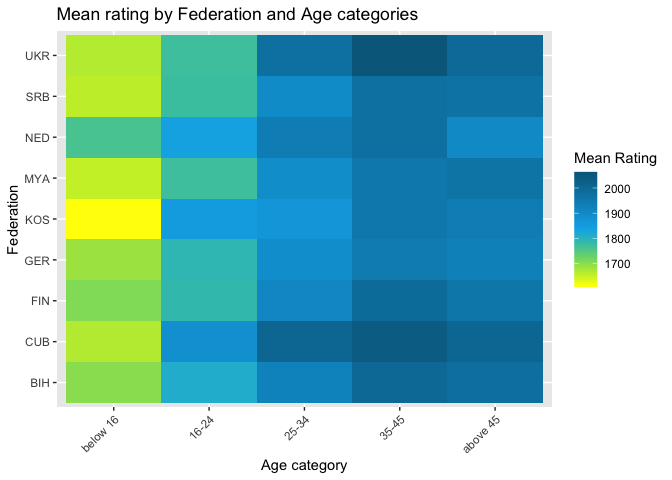 Mean rating by Federation and Age categories
UKR
SRB
NED
MYA
KOS
GER
FIN
CUB
BIH
Federation
below 16
16-24
25-34
35-45
above 45
Age category
Mean Rating
2000
1900
1800
1700